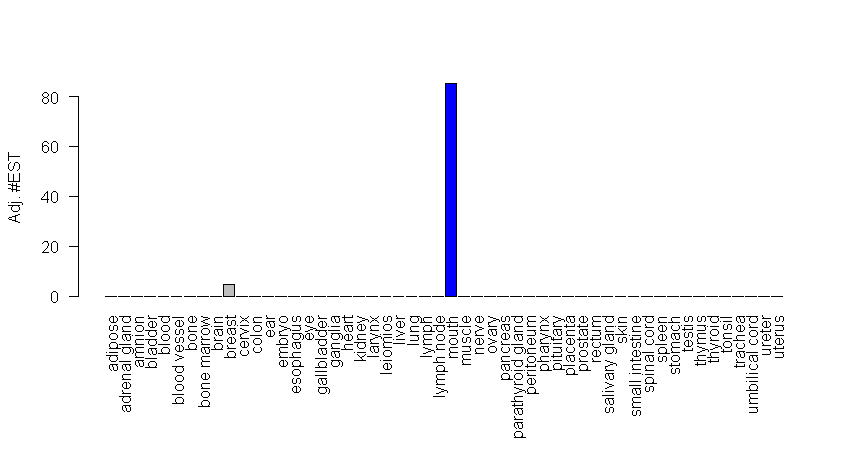 Adj. #EST
80
60
40
20
0
adipose
adrenal gland
amnion
bladder
blood
blood vessel
bone
bone marrow
brain
breast
cervix
colon
ear
embryo
esophagus
eye
gallbladder
ganglia
heart
kidney
larynx
leiomios
liver
lung
lymph
lymph node
mouth
muscle
nerve
ovary
pancreas
parathyroid gland
peritoneum
pharynx
pituitary
placenta
prostate
rectum
salivary gland
skin
small intestine
spinal cord
spleen
stomach
testis
thymus
thyroid
tonsil
trachea
umbilical cord
ureter
uterus